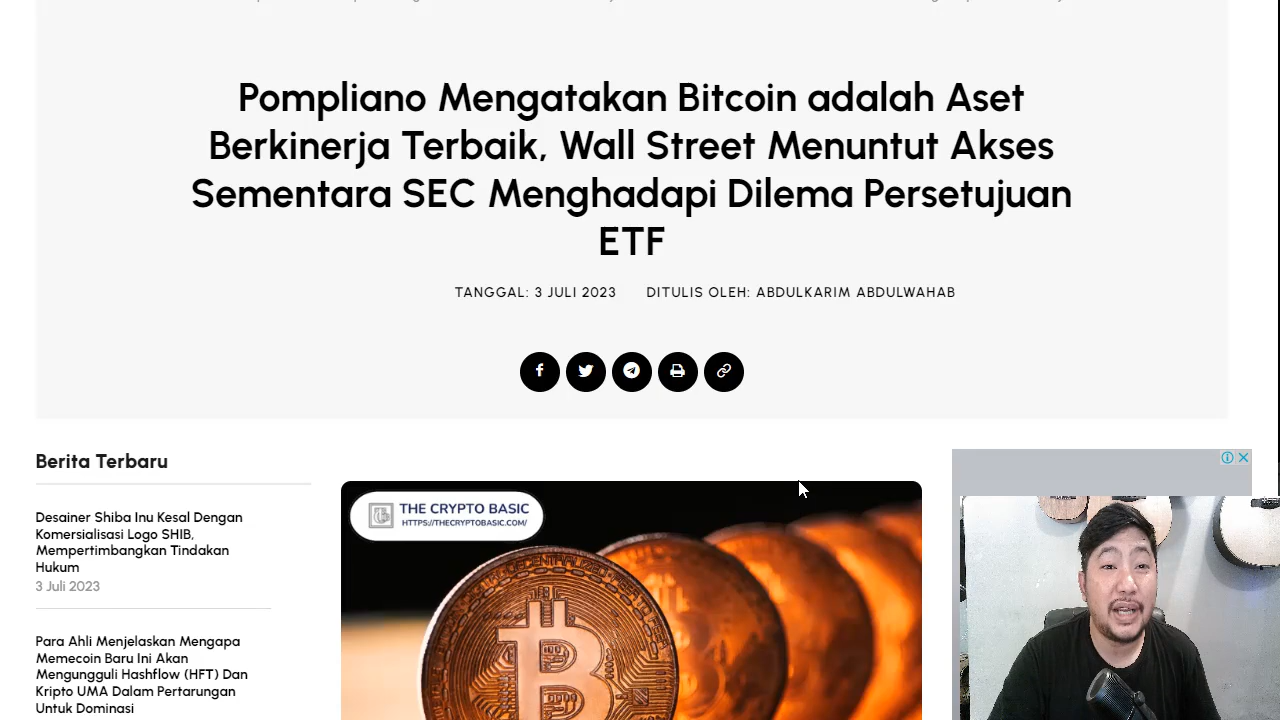 Pompliano Mengatakan Bitcoin adalah Aset
Berkinerja Terbaik, Wall Street Menuntut Akses
Sementara SEC Menghadapi Dilema Persetujuan
ETF
TANGGAL: 3 JULI 2023 DITULIS OLEH: ABDULKARIM ABDULWAHAB
Berita Terbaru
Desainer Shiba Inu Kesal Dengan
Komersialisasi Logo SHIB,
Mempertimbangkan Tindakan
Hukum
3 Juli 2023
Para Ahli Menjelaskan Mengapa
Memecoin Baru Ini Akan
Mengungguli Hashflow (HFT) Dan
Kripto UMA Dalam Pertarungan
Untuk Dominasi
THE CRYPTO BASIC
HTTPS://THECRYPTOBASIC.COM/